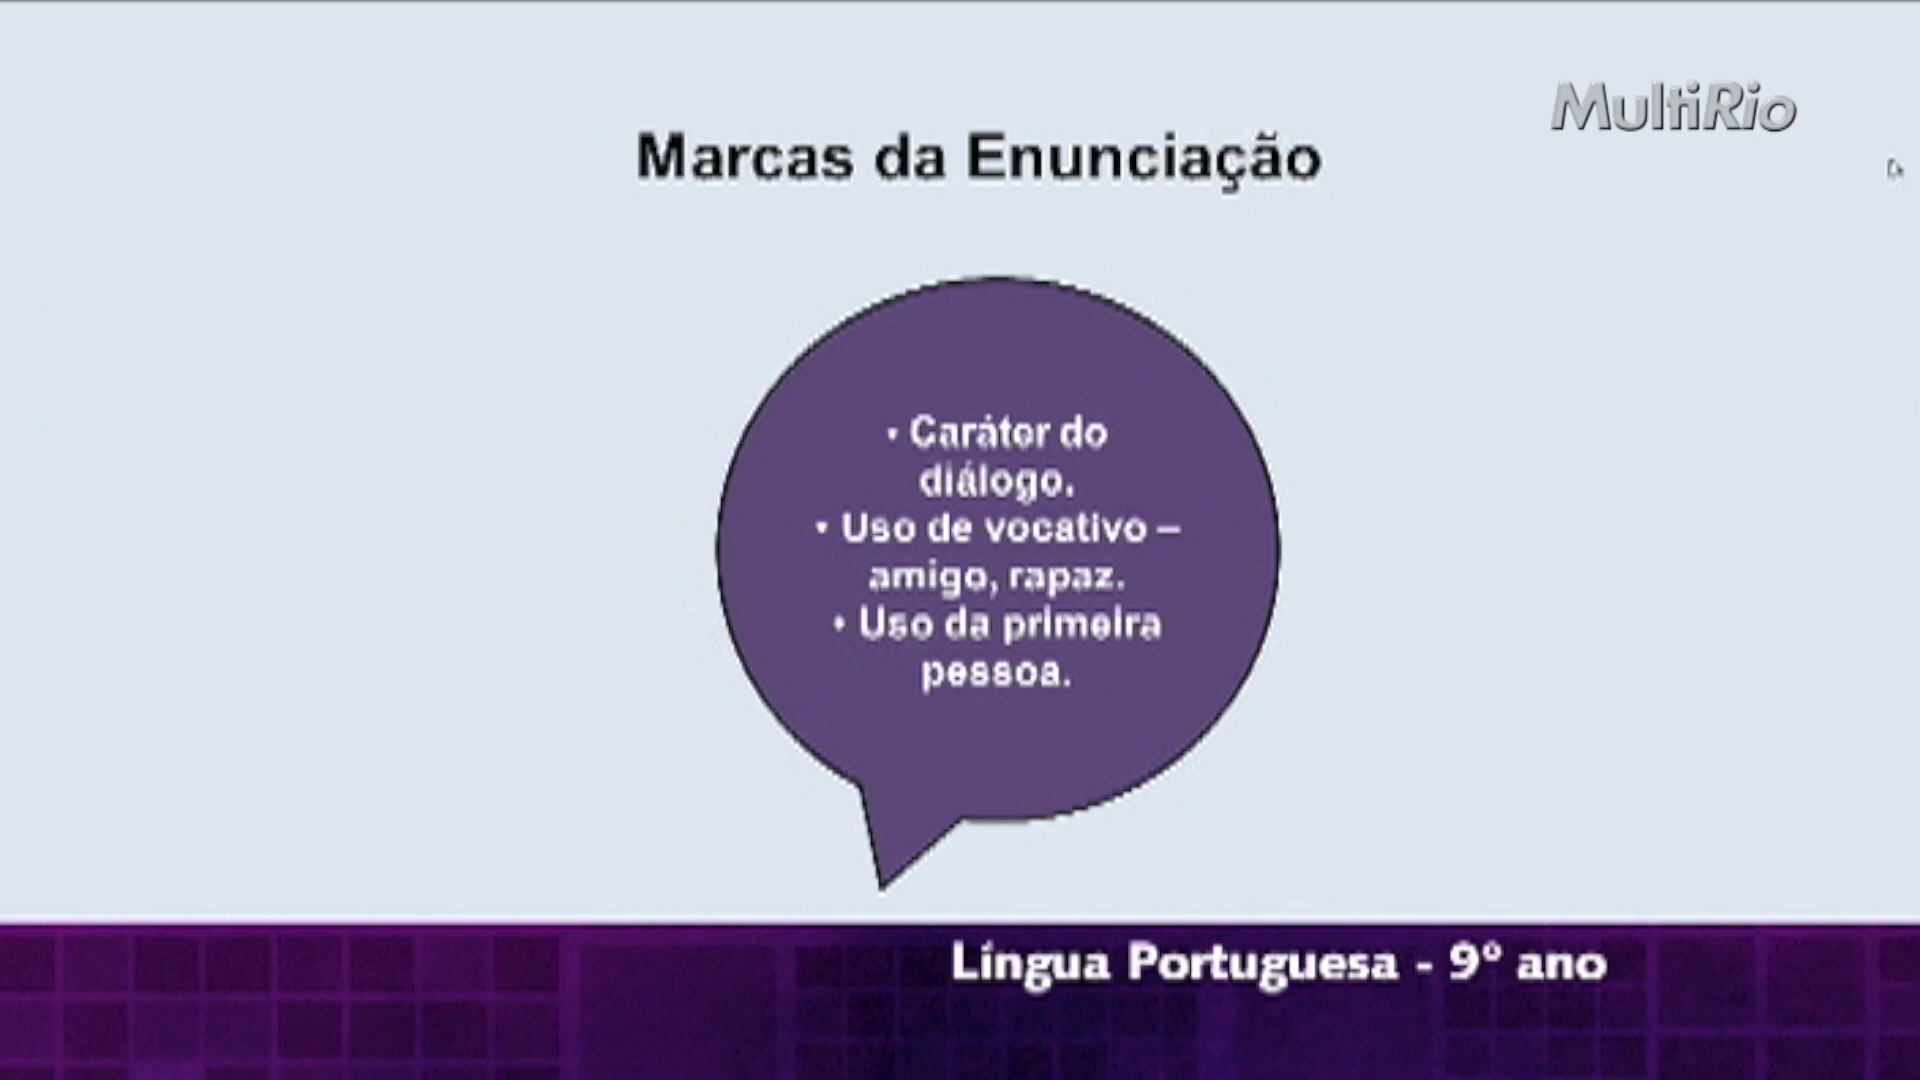 MultiRio
Marcas da Enunciação
• Caráter do
diálogo.
• Uso de vocativo –
amigo, rapaz.
• Uso da primeira
pessoa.
Língua Portuguesa - 9º ano